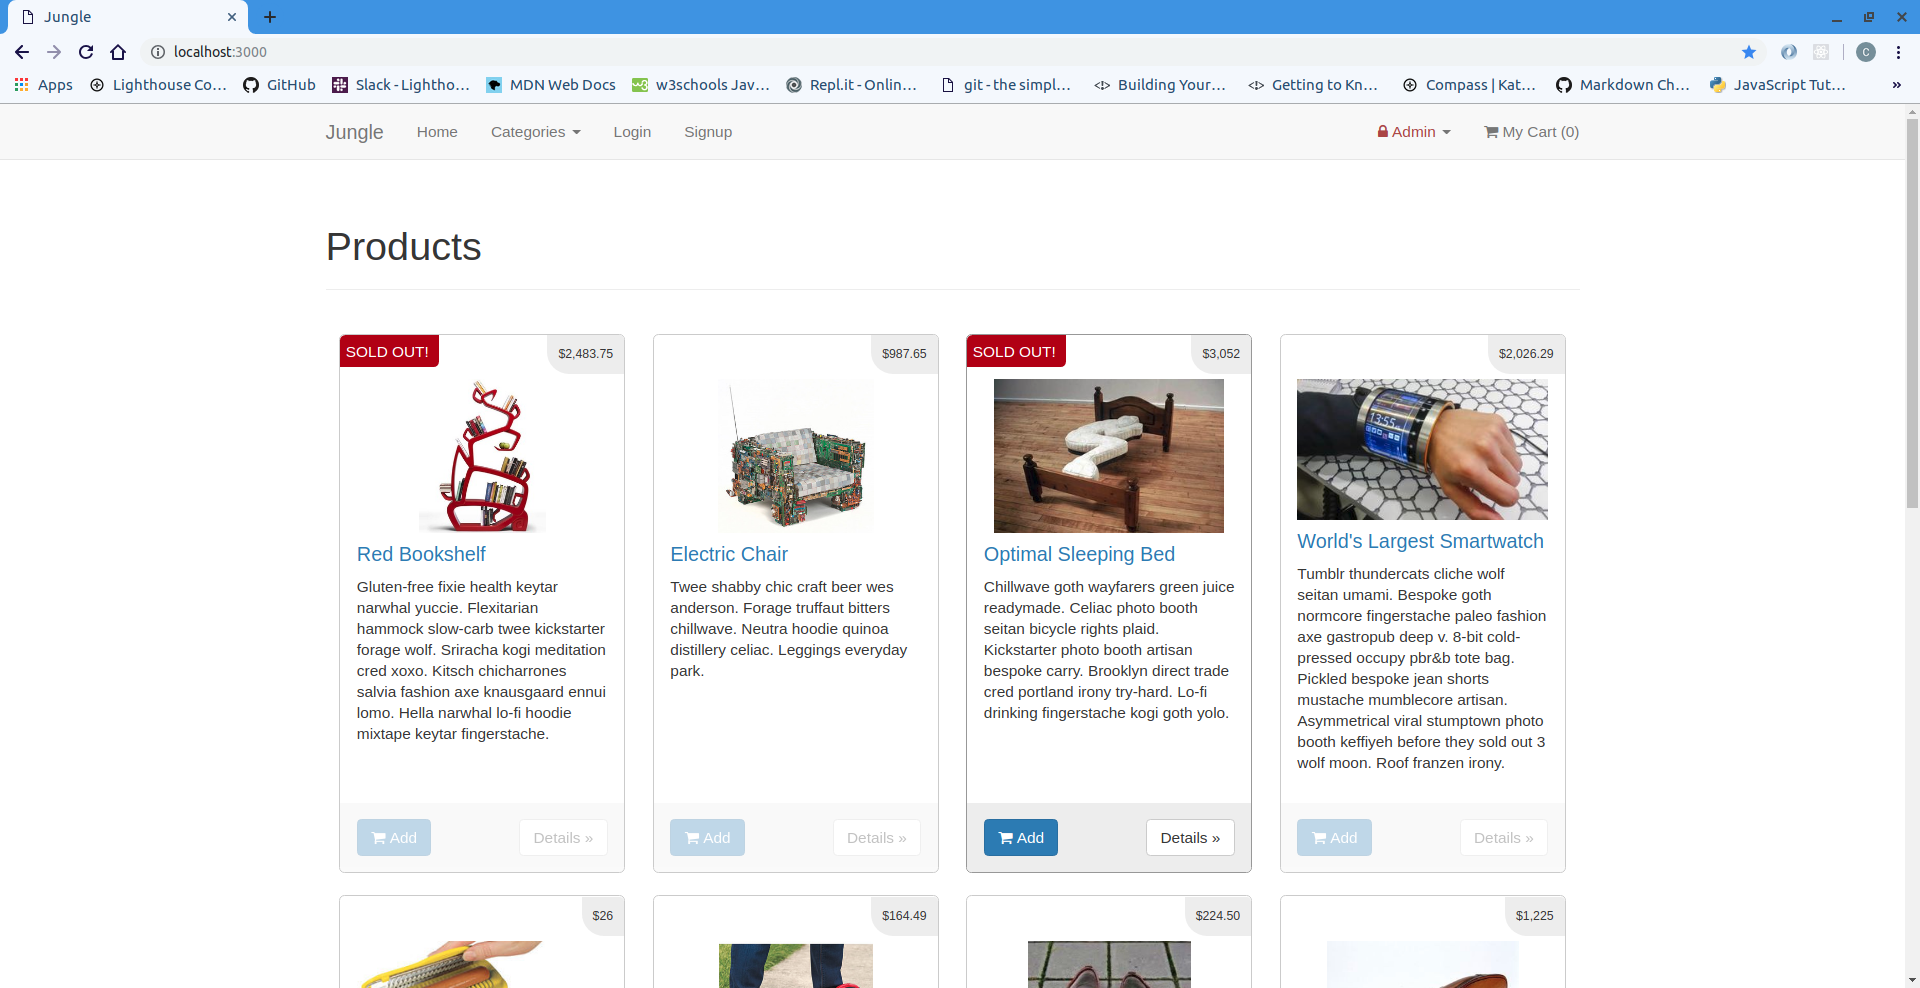 Jungle
localhost:3000
Apps Lighthouse Co... GitHub Slack - Lightho... MDN Web Docs w3schools Jav... Repl.it - Onlin... git - the simpl... Building Your... Getting to Kn... Compass | Kat... Markdown Ch... JavaScript Tut... »
C
Jungle Home Categories Login Signup Admin My Cart (0)
Products
SOLD OUT! $2,483.75
Red Bookshelf
Gluten-free fixie health keytar
narwhal yuccie. Flexitarian
hammock slow-carb twee kickstarter
forage wolf. Sriracha kogi meditation
cred xoxo. Kitsch chicharrones
salvia fashion axe knausgaard ennui
lomo. Hella narwhal lo-fi hoodie
mixtape keytar fingerstache.
Add Details »
$987.65
Electric Chair
Twee shabby chic craft beer wes
anderson. Forage truffaut bitters
chillwave. Neutra hoodie quinoa
distillery celiac. Leggings everyday
park.
Add Details »
SOLD OUT! $3,052
Optimal Sleeping Bed
Chillwave goth wayfarers green juice
readymade. Celiac photo booth
seitan bicycle rights plaid.
Kickstarter photo booth artisan
bespoke carry. Brooklyn direct trade
cred portland irony try-hard. Lo-fi
drinking fingerstache kogi goth yolo.
Add Details »
$2,026.29
13:55
World's Largest Smartwatch
Tumblr thundercats cliche wolf
seitan umami. Bespoke goth
normcore fingerstache paleo fashion
axe gastropub deep v. 8-bit cold-
pressed occupy pbr&b tote bag.
Pickled bespoke jean shorts
mustache mumblecore artisan.
Asymmetrical viral stumptown photo
booth keffiyeh before they sold out 3
wolf moon. Roof franzen irony.
Add Details »
$26
$164.49
$224.50
$1,225